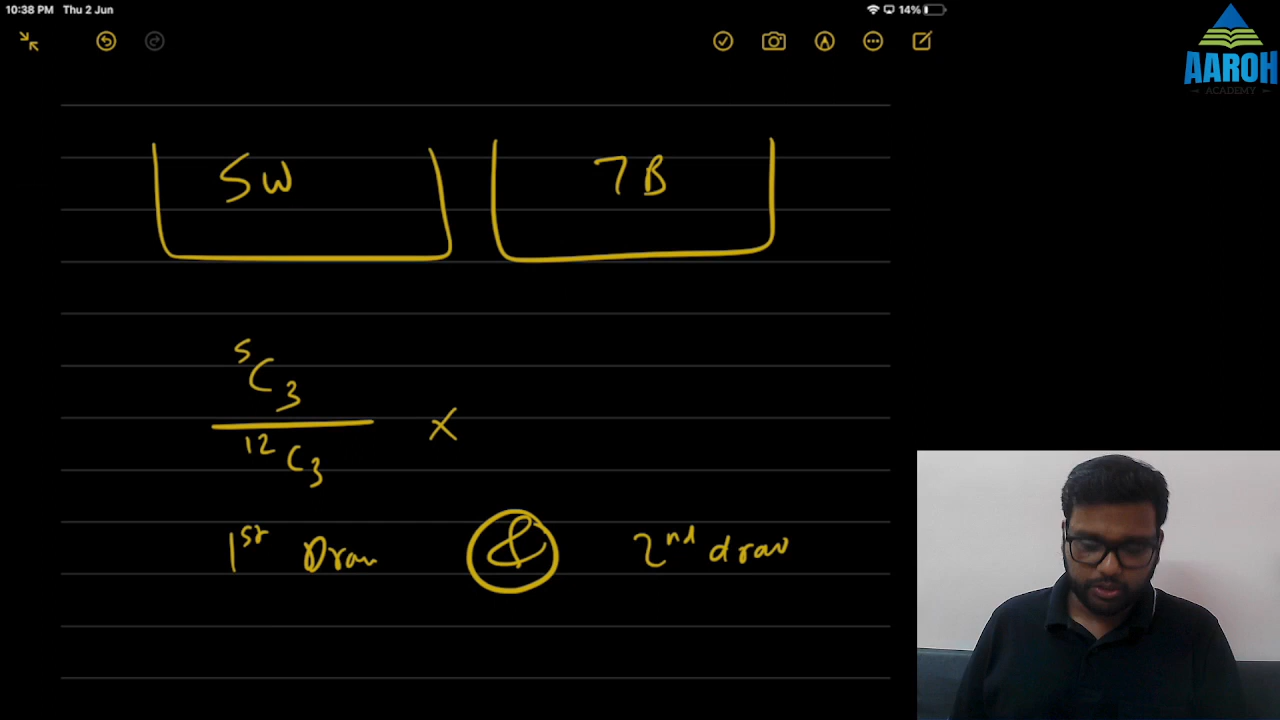 10:38 PM Thu 2 Jun
14%
AAROH
ACADEMY
5W 7B
⁵C₃
¹²C₃ ×
1st Draw & 2nd draw